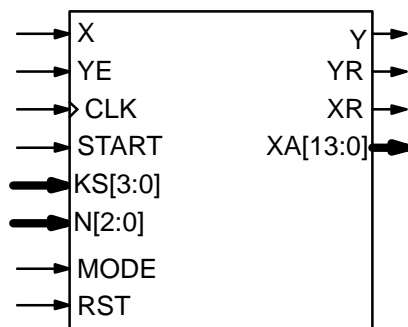 X
YE
CLK
START
KS[3:0]
N[2:0]
MODE
RST
Y
YR
XR
XA[13:0]